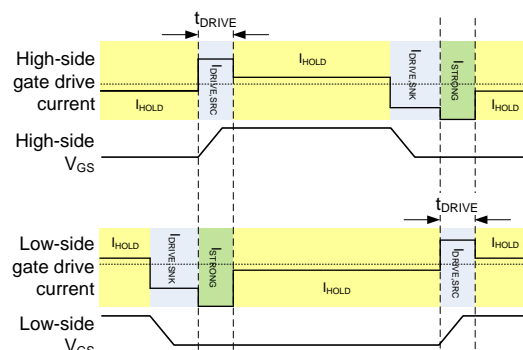 tDRIVE
High-side
gate drive
current
IHOLD
IDRIVE,SRC
IHOLD
IDRIVE,SNK
ISTRONG
High-side
VGS
tDRIVE
Low-side
gate drive
current
IHOLD
IDRIVE,SNK
ISTRONG
IHOLD
IDRIVE,SRC
IHOLD
Low-side
VGS